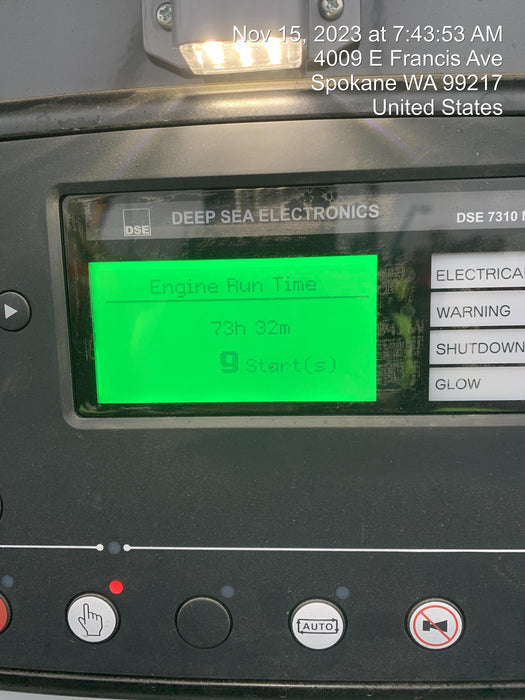 Nov 15, 2023 at 7:43:53 AM
4009 E Francis Ave
Spokane WA 99217
United States
DSE
DEEP SEA ELECTRONICS
DSE 7310
Engine Run Time
73h 32m
9 Start(s)
ELECTRICAL
WARNING
SHUTDOWN
GLOW
AUTO